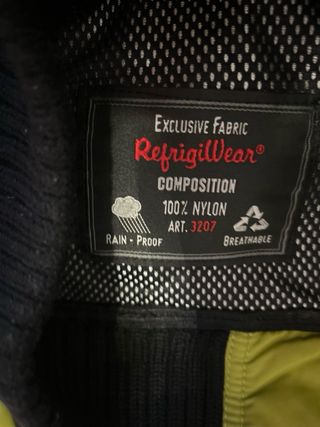 EXCLUSIVE FABRIC
RefrigiWear®
COMPOSITION
100% NYLON
ART. 3207
RAIN - PROOF
BREATHABLE